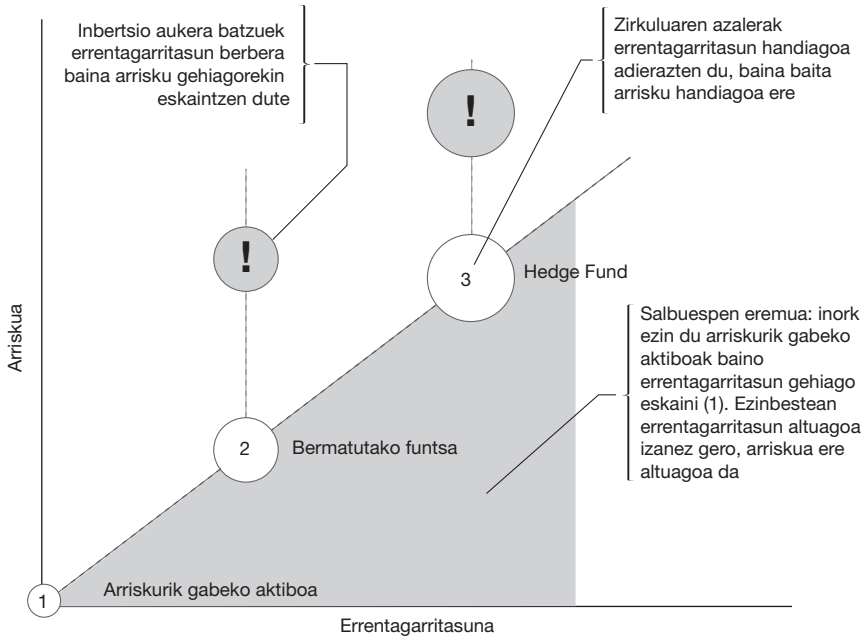 Inbertsio aukera batzuek
errentagarritasun berbera
baina arrisku gehiagorekin
eskaintzen dute
Zirkuluaren azalerak
errentagarritasun handiagoa
adierazten du, baina baita
arrisku handiagoa ere
!
!
3
Hedge Fund
Salbuespen eremua: inork
ezin du arriskurik gabeko
aktiboak baino
errentagarritasun gehiago
eskaini (1). Ezinbestean
errentagarritasun altuagoa
izanez gero, arriskua ere
altuagoa da
Arriskua
2
Bermatutako funtsa
1
Arriskurik gabeko aktiboa
Errentagarritasuna